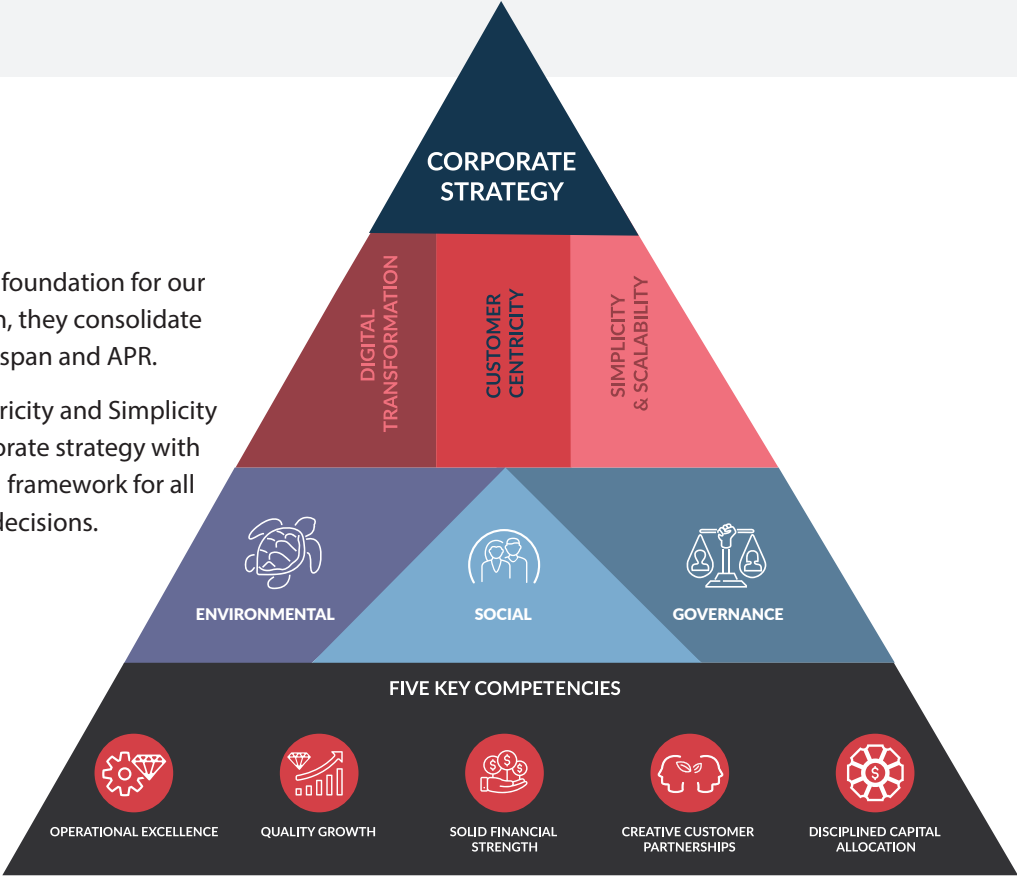 foundation for our
, they consolidate
span and APR.
ricity and Simplicity
orate strategy with
framework for all
decisions.
CORPORATE
STRATEGY
DIGITAL
TRANSFORMATION
CUSTOMER
CENTRICITY
SIMPLICITY
& SCALABILITY
ENVIRONMENTAL
SOCIAL
GOVERNANCE
FIVE KEY COMPETENCIES
OPERATIONAL EXCELLENCE
QUALITY GROWTH
SOLID FINANCIAL
STRENGTH
CREATIVE CUSTOMER
PARTNERSHIPS
DISCIPLINED CAPITAL
ALLOCATION